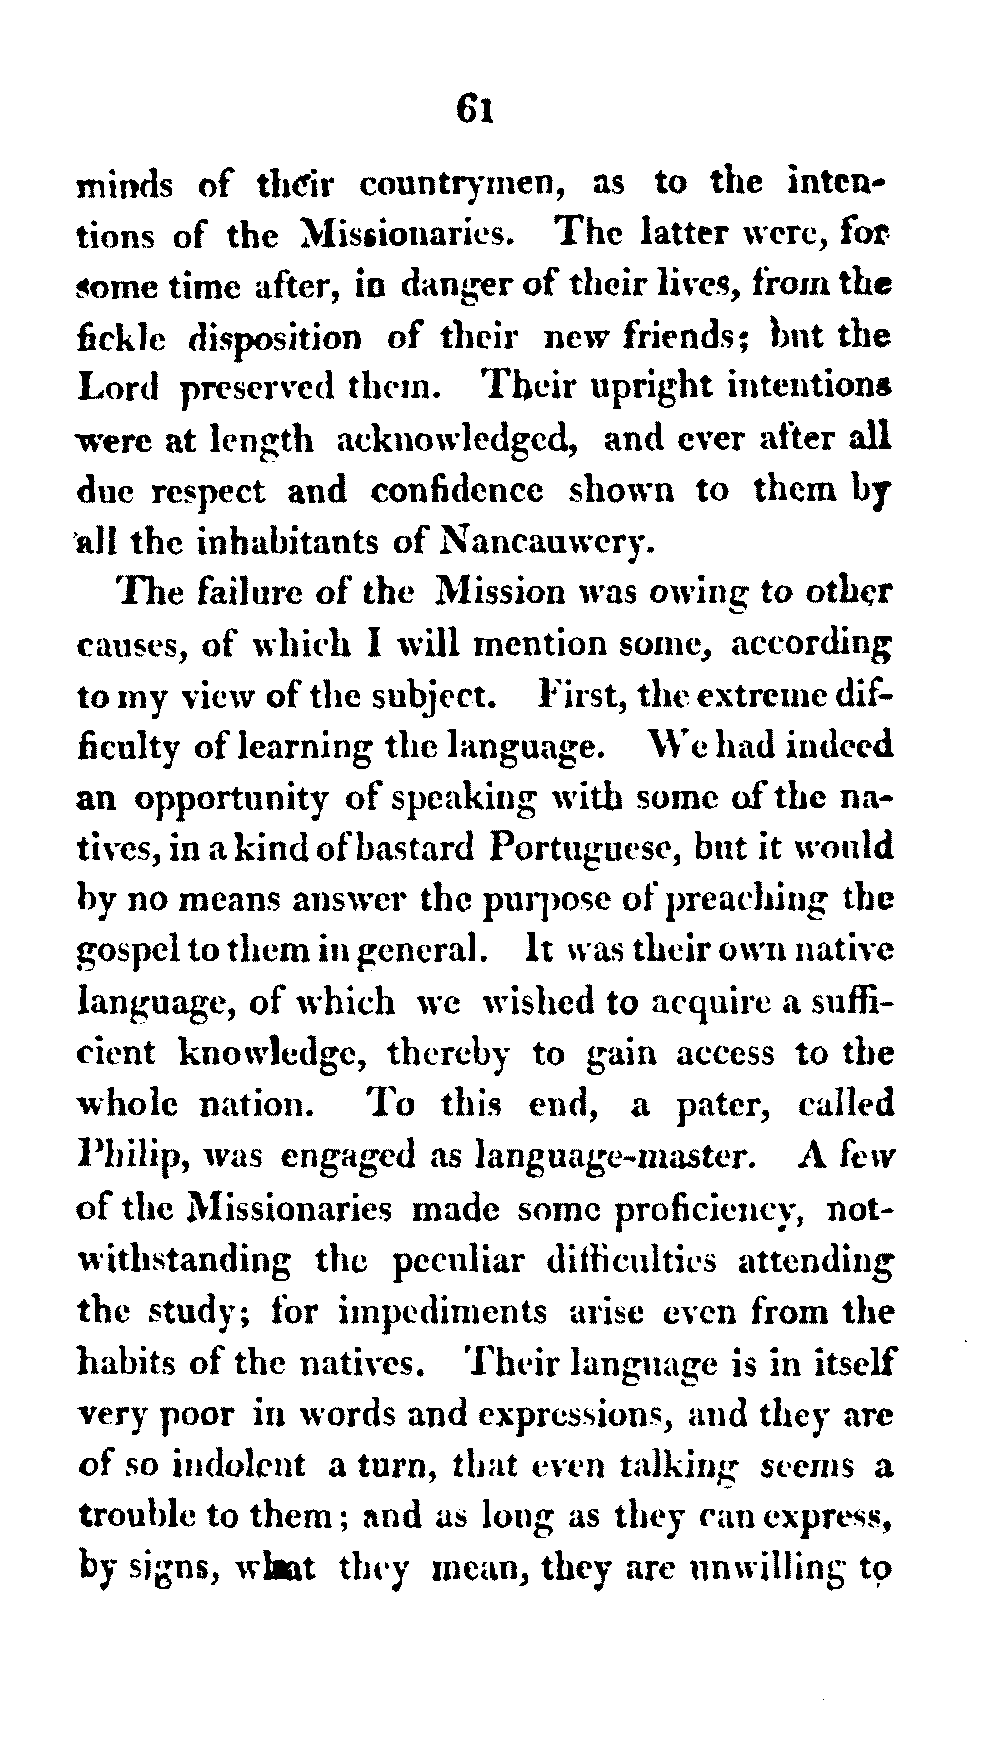 61
minds of their countrymen, as to the inten-
tions of the Missionaries. The latter were, for
some time after, in danger of their lives, from the
fickle disposition of their new friends; but the
Lord preserved them. Their upright intentions
were at length acknowledged, and ever after all
due respect and confidence shown to them by
all the inhabitants of Nancauwery.
The failure of the Mission was owing to other
causes, of which I will mention some, according
to my view of the subject. First, the extreme dif-
ficulty of learning the language. We had indeed
an opportunity of speaking with some of the na-
tives, in a kind of bastard Portuguese, but it would
by no means answer the purpose of preaching the
gospel to them in general. It was their own native
language, of which we wished to acquire a suffi-
cient knowledge, thereby to gain access to the
whole nation. To this end, a pater, called
Philip, was engaged as language-master. A few
of the Missionaries made some proficiency, not-
withstanding the peculiar difficulties attending
the study; for impediments arise even from the
habits of the natives. Their language is in itself
very poor in words and expressions, and they are
of so indolent a turn, that even talking seems a
trouble to them; and as long as they can express,
by signs, what they mean, they are unwilling to